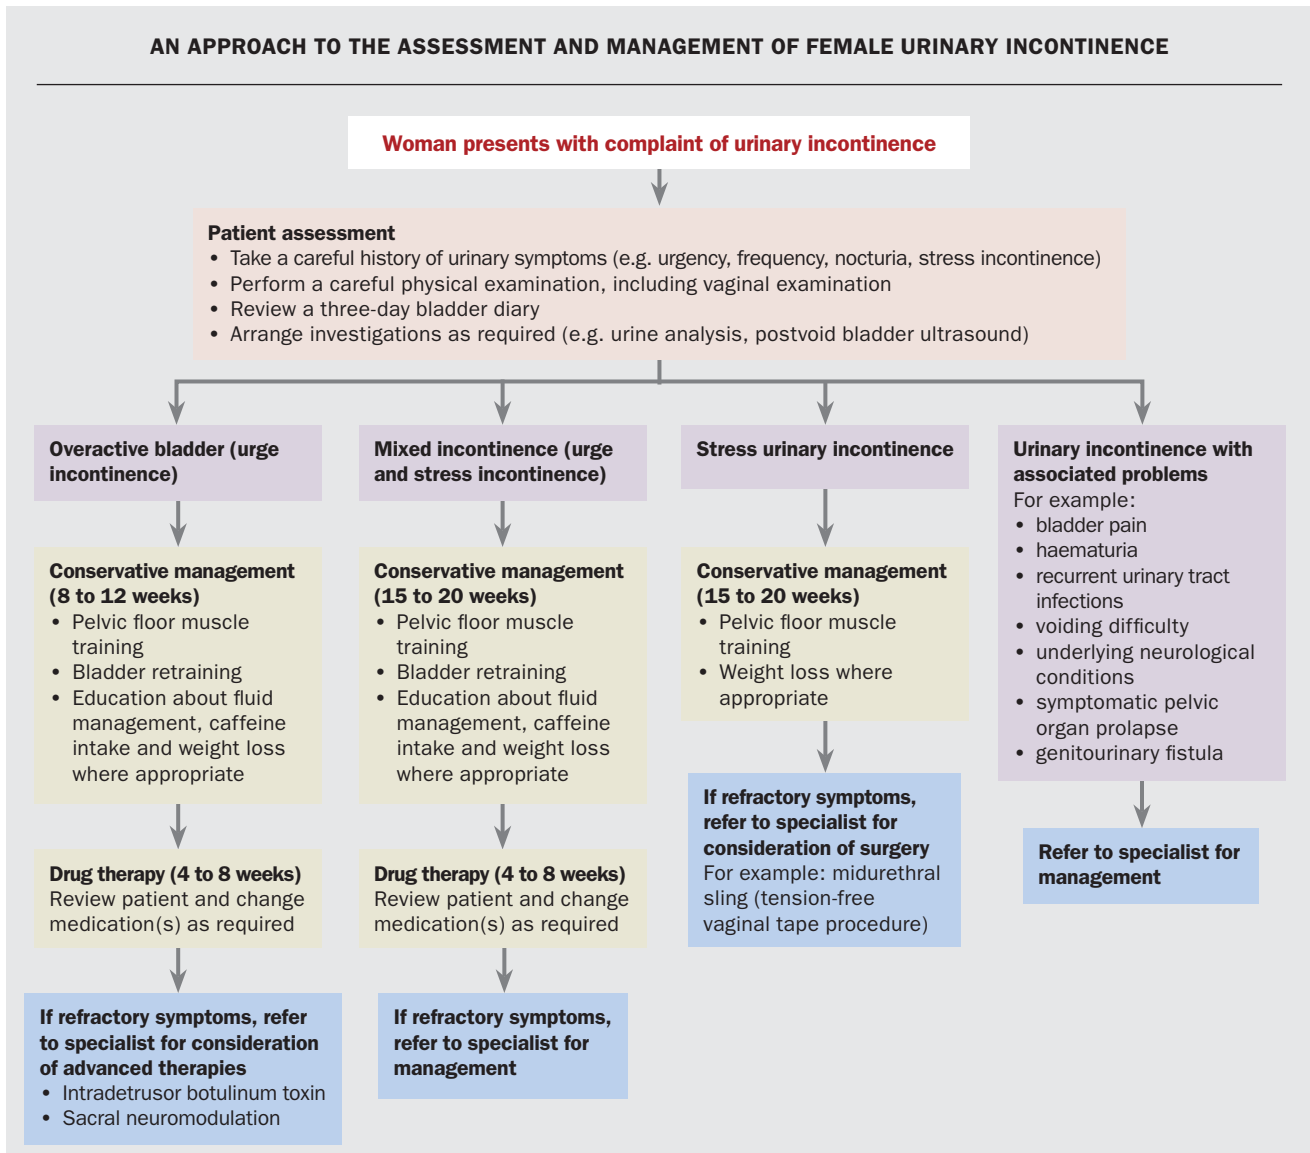 AN APPROACH TO THE ASSESSMENT AND MANAGEMENT OF FEMALE URINARY INCONTINENCE
Woman presents with complaint of urinary incontinence
Patient assessment
• Take a careful history of urinary symptoms (e.g. urgency, frequency, nocturia, stress incontinence)
• Perform a careful physical examination, including vaginal examination
• Review a three-day bladder diary
• Arrange investigations as required (e.g. urine analysis, postvoid bladder ultrasound)
Overactive bladder (urge
incontinence)
Conservative management
(8 to 12 weeks)
• Pelvic floor muscle
training
• Bladder retraining
• Education about fluid
management, caffeine
intake and weight loss
where appropriate
Drug therapy (4 to 8 weeks)
Review patient and change
medication(s) as required
If refractory symptoms, refer
to specialist for consideration
of advanced therapies
• Intradetrusor botulinum toxin
• Sacral neuromodulation
Mixed incontinence (urge
and stress incontinence)
Conservative management
(15 to 20 weeks)
• Pelvic floor muscle
training
• Bladder retraining
• Education about fluid
management, caffeine
intake and weight loss
where appropriate
Drug therapy (4 to 8 weeks)
Review patient and change
medication(s) as required
If refractory symptoms,
refer to specialist for
management
Stress urinary incontinence
Conservative management
(15 to 20 weeks)
• Pelvic floor muscle
training
• Weight loss where
appropriate
If refractory symptoms,
refer to specialist for
consideration of surgery
For example: midurethral
sling (tension-free
vaginal tape procedure)
Urinary incontinence with
associated problems
For example:
• bladder pain
• haematuria
• recurrent urinary tract
infections
• voiding difficulty
• underlying neurological
conditions
• symptomatic pelvic
organ prolapse
• genitourinary fistula
Refer to specialist for
management